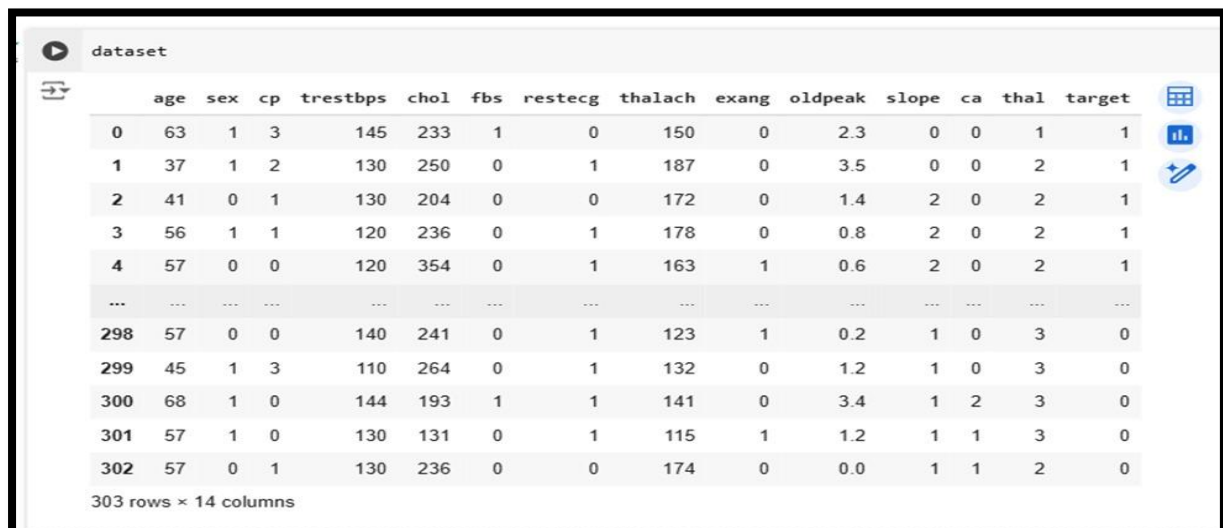 dataset
age sex cp trestbps chol fbs restecg thalach exang oldpeak slope ca thal target
0 63 1 3 145 233 1 0 150 0 2.3 0 0 1 1
1 37 1 2 130 250 0 1 187 0 3.5 0 0 2 1
2 41 0 1 130 204 0 0 172 0 1.4 2 0 2 1
3 56 1 1 120 236 0 1 178 0 0.8 2 0 2 1
4 57 0 0 120 354 0 1 163 1 0.6 2 0 2 1
... ... ... ... ... ... ... ... ... ... ... ... ... ... ...
298 57 0 0 140 241 0 1 123 1 0.2 1 0 3 0
299 45 1 3 110 264 0 1 132 0 1.2 1 0 3 0
300 68 1 0 144 193 1 1 141 0 3.4 1 2 3 0
301 57 1 0 130 131 0 1 115 1 1.2 1 1 3 0
302 57 0 1 130 236 0 0 174 0 0.0 1 1 2 0
303 rows × 14 columns